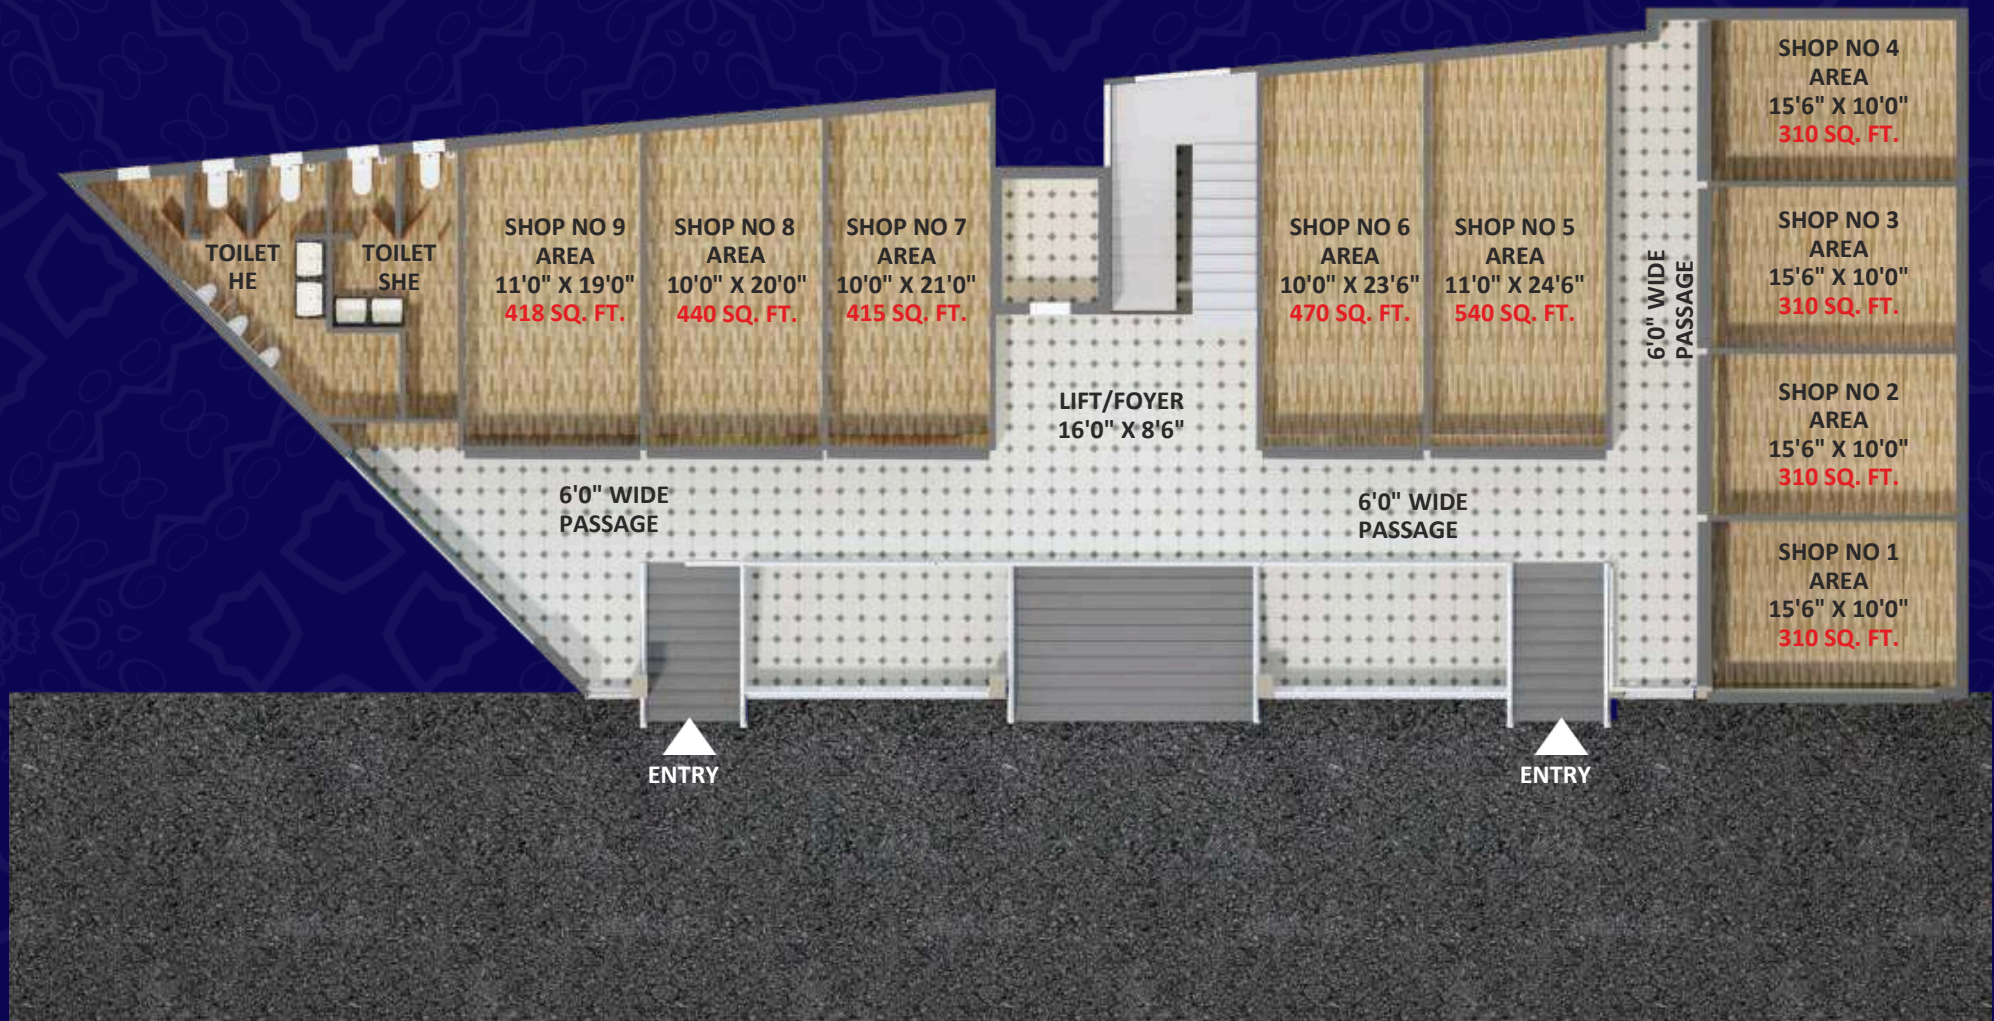 SHOP NO 4
AREA
15'6" X 10'0"
310 SQ. FT.
SHOP NO 3
AREA
15'6" X 10'0"
310 SQ. FT.
SHOP NO 2
AREA
15'6" X 10'0"
310 SQ. FT.
SHOP NO 1
AREA
15'6" X 10'0"
310 SQ. FT.
TOILET
HE
TOILET
SHE
SHOP NO 9
AREA
11'0" X 19'0"
418 SQ. FT.
SHOP NO 8
AREA
10'0" X 20'0"
440 SQ. FT.
SHOP NO 7
AREA
10'0" X 21'0"
415 SQ. FT.
SHOP NO 6
AREA
10'0" X 23'6"
470 SQ. FT.
SHOP NO 5
AREA
11'0" X 24'6"
540 SQ. FT.
6'0" WIDE
PASSAGE
LIFT/FOYER
16'0" X 8'6"
6'0" WIDE
PASSAGE
6'0" WIDE
PASSAGE
ENTRY
ENTRY